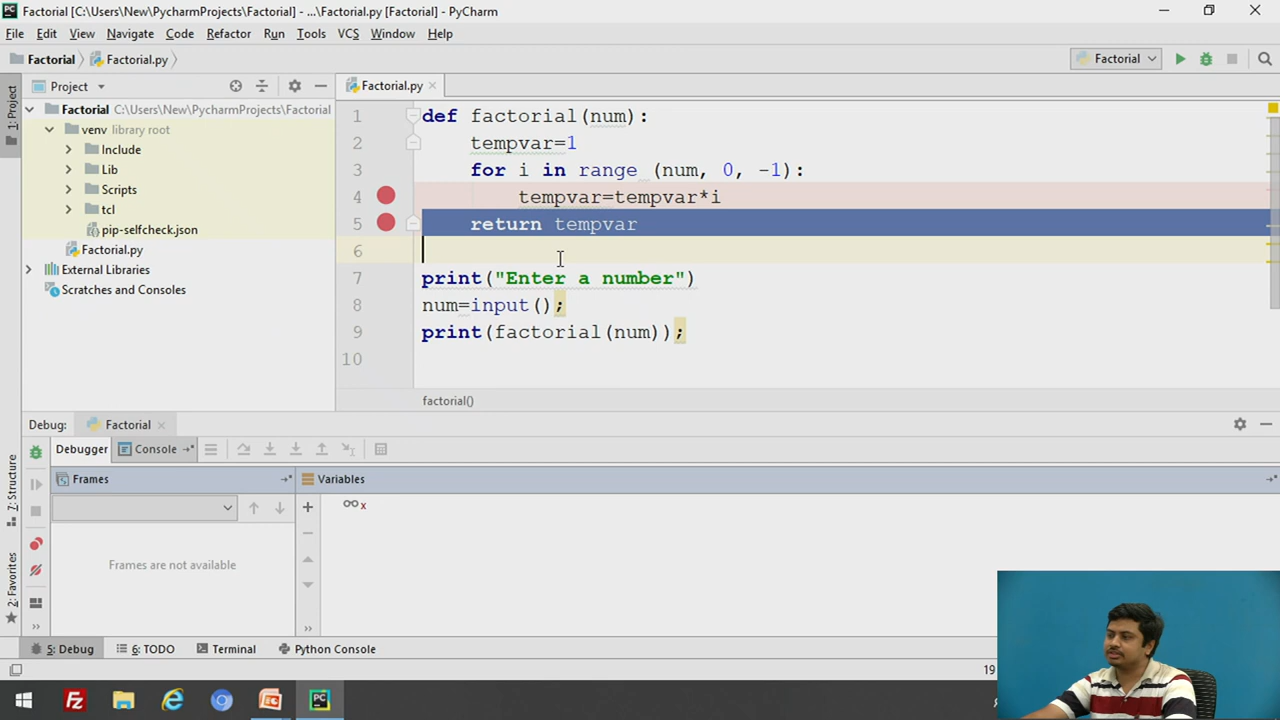 Factorial [C:\Users\New\PycharmProjects\Factorial] - ...\Factorial.py [Factorial] - PyCharm
File Edit View Navigate Code Refactor Run Tools VCS Window Help
Factorial Factorial.py Factorial
1: Project
Project
Factorial.py
Factorial C:\Users\New\PycharmProjects\Factorial
venv library root
Include
Lib
Scripts
tcl
pip-selfcheck.json
Factorial.py
External Libraries
Scratches and Consoles
1 def factorial(num):
2 tempvar=1
3 for i in range (num, 0, -1):
4 tempvar=tempvar*i
5 return tempvar
6
7 print("Enter a number")
8 num=input();
9 print(factorial(num));
10
factorial()
Debug: Factorial
Debugger Console
Frames Variables
Frames are not available
7: Structure
2: Favorites
5: Debug 6: TODO Terminal Python Console
19